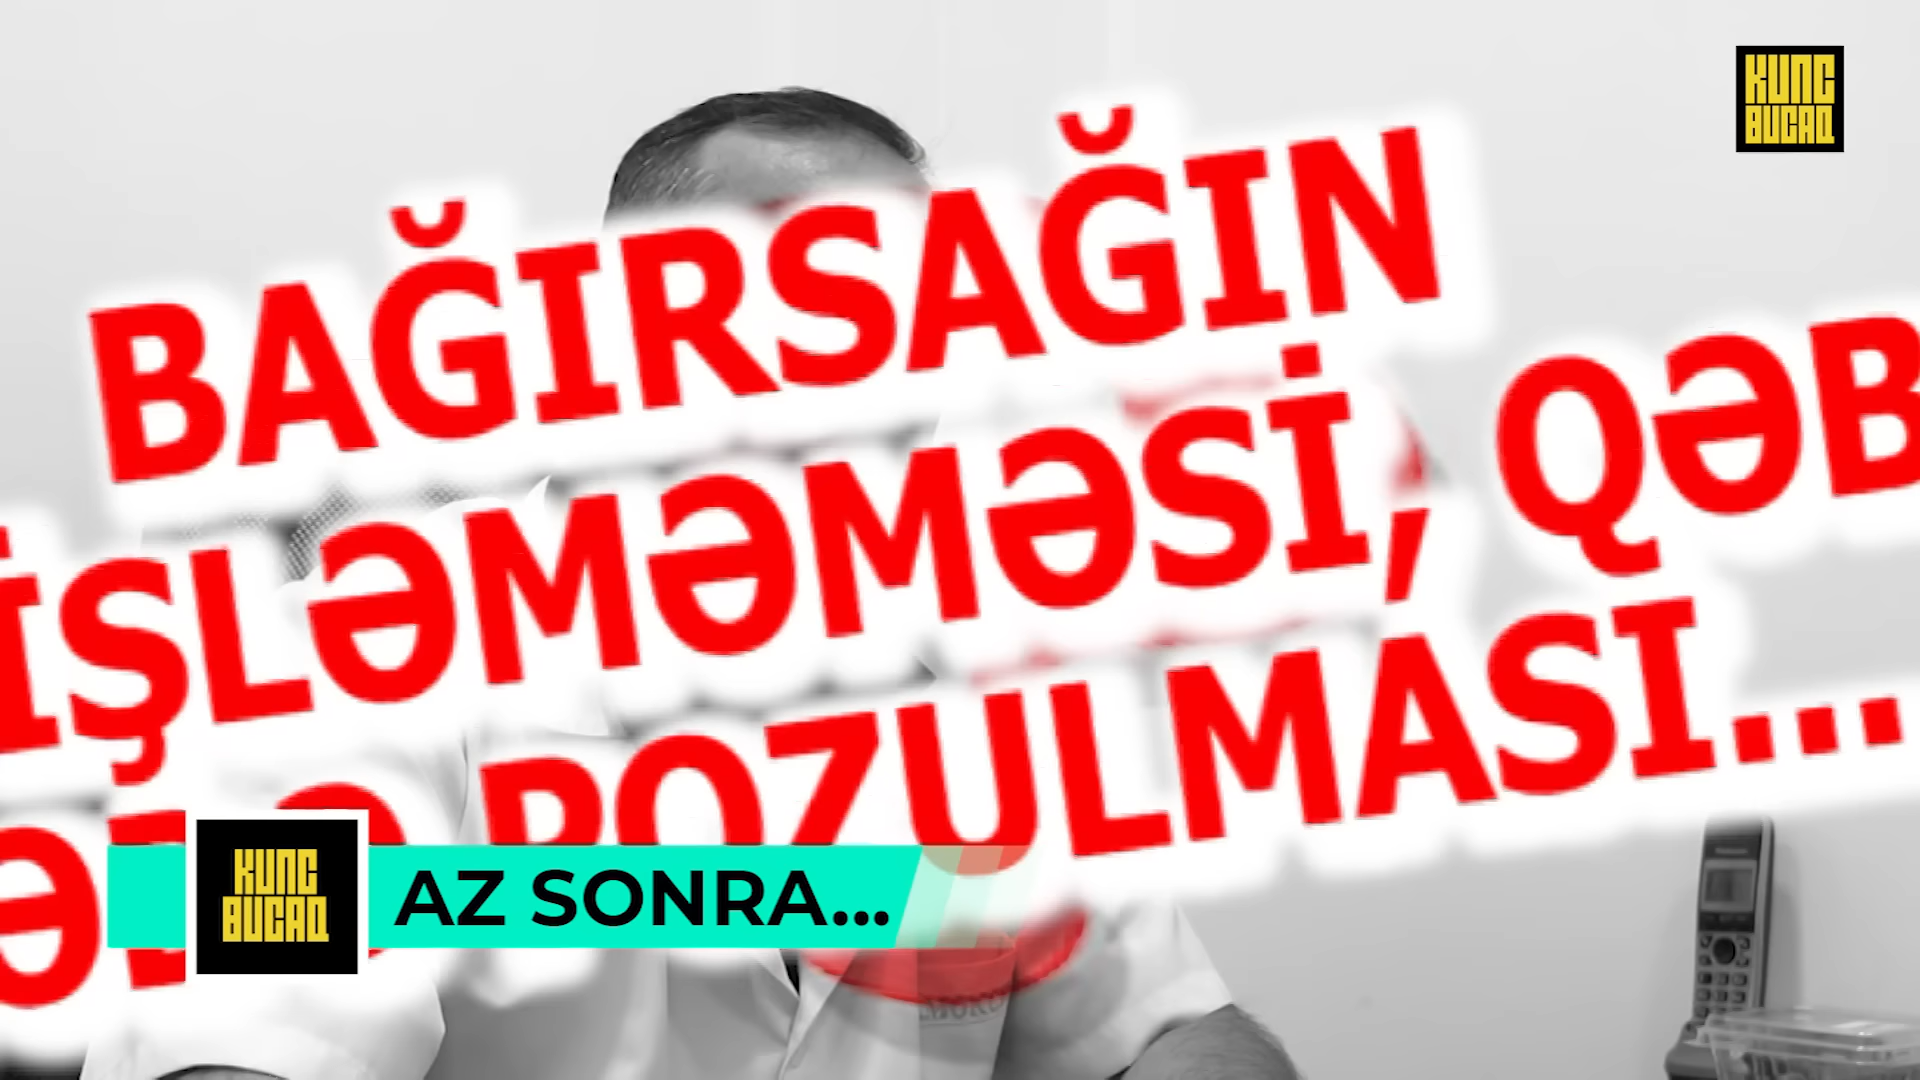 KUNC
BUCAQ
BAĞIRSAĞIN
İŞLƏMƏMƏSİ, QƏB
POZULMASI...
KUNC
BUCAQ
AZ SONRA...